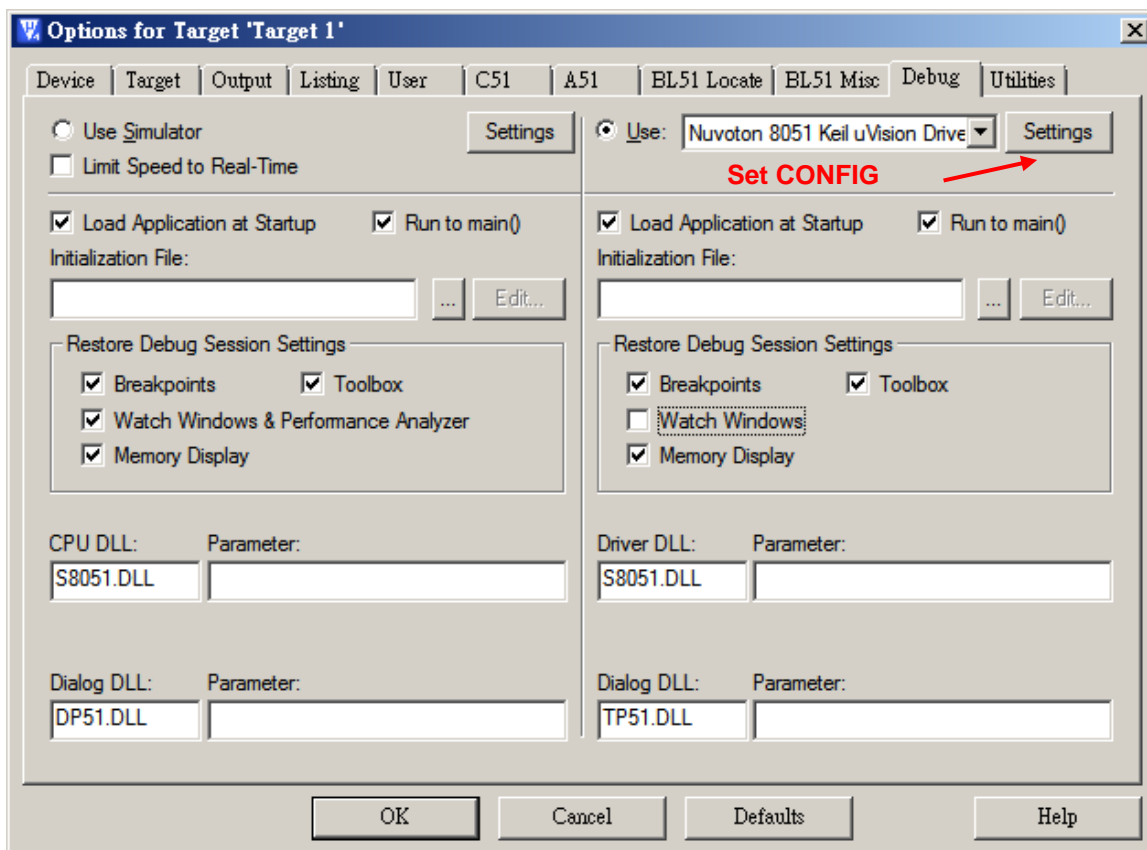 Options for Target 'Target 1'
Device Target Output Listing User C51 A51 BL51 Locate BL51 Misc Debug Utilities
Use Simulator Settings
Limit Speed to Real-Time
Use: Nuvoton 8051 Keil uVision Drive Settings
Set CONFIG
Load Application at Startup Run to main()
Initialization File:
... Edit...
Restore Debug Session Settings
Breakpoints Toolbox
Watch Windows & Performance Analyzer
Memory Display
Load Application at Startup Run to main()
Initialization File:
... Edit...
Restore Debug Session Settings
Breakpoints Toolbox
Watch Windows
Memory Display
CPU DLL: Parameter:
S8051.DLL
Driver DLL: Parameter:
S8051.DLL
Dialog DLL: Parameter:
DP51.DLL
Dialog DLL: Parameter:
TP51.DLL
OK Cancel Defaults Help